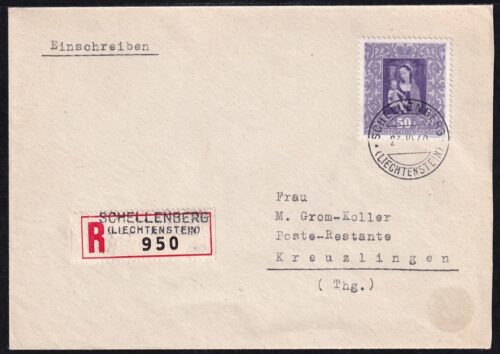 Einschreiben
50
SCHELLENBERG
(LIECHTENSTEIN)
R
SCHELLENBERG
(LIECHTENSTEIN)
950
Frau
M. Grom-Koller
Poste-Restante
Kreuzlingen
(Thg.)